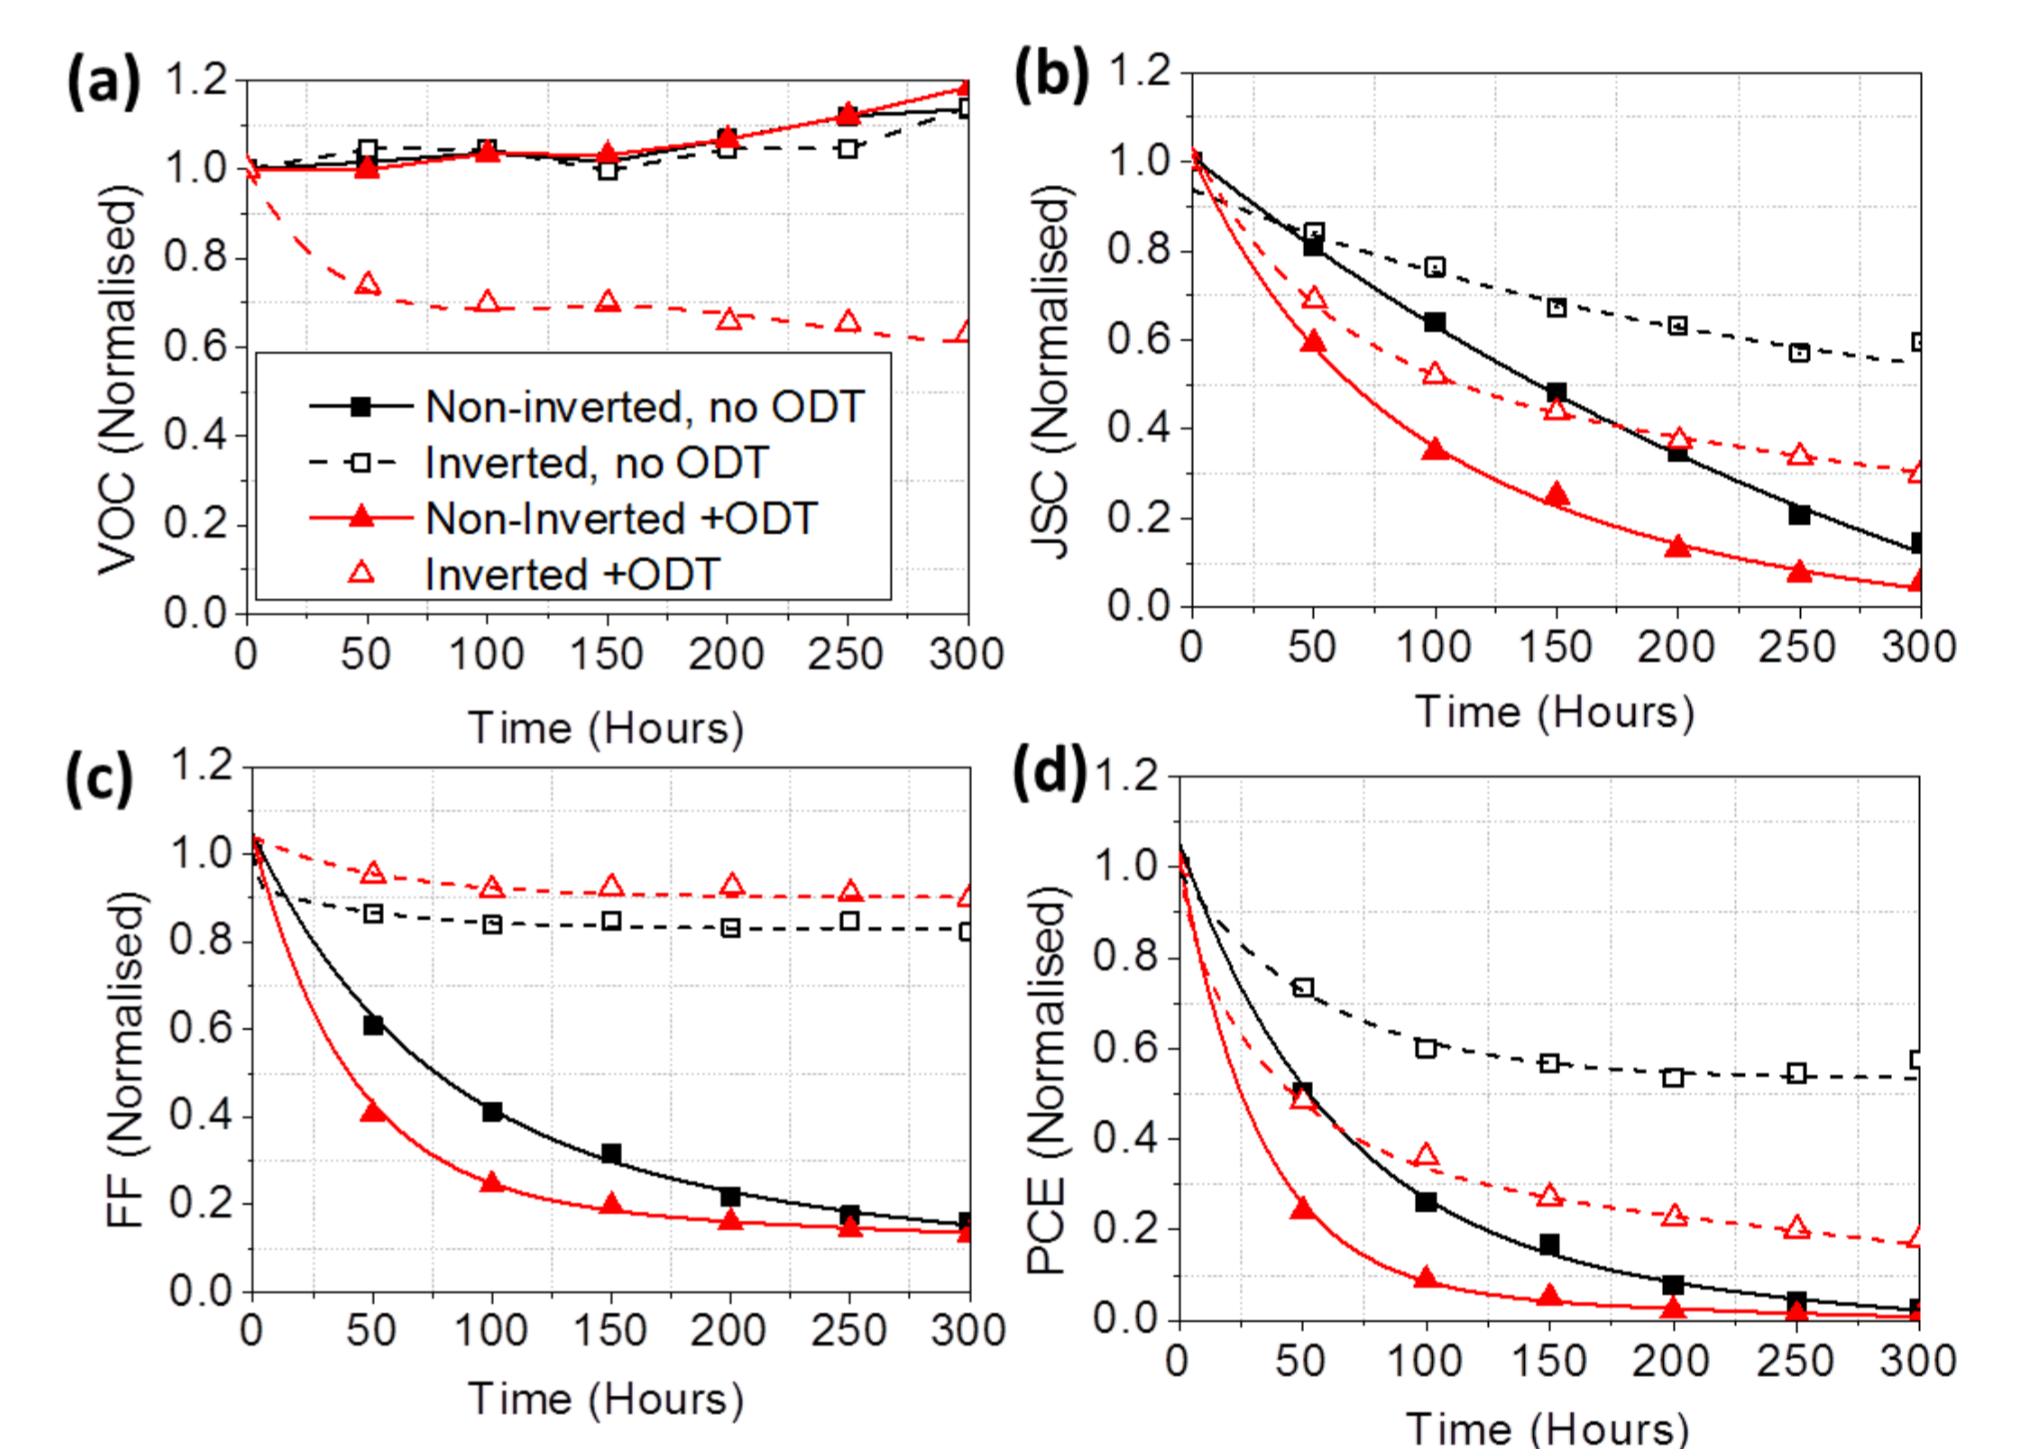 (a)
1.2
1.0
0.8
0.6
0.4
0.2
0.0
VOC (Normalised)
Non-inverted, no ODT
Inverted, no ODT
Non-Inverted +ODT
Inverted +ODT
0 50 100 150 200 250 300
Time (Hours)
(b)
1.2
1.0
0.8
0.6
0.4
0.2
0.0
JSC (Normalised)
0 50 100 150 200 250 300
Time (Hours)
(c)
1.2
1.0
0.8
0.6
0.4
0.2
0.0
FF (Normalised)
0 50 100 150 200 250 300
Time (Hours)
(d)
1.2
1.0
0.8
0.6
0.4
0.2
0.0
PCE (Normalised)
0 50 100 150 200 250 300
Time (Hours)